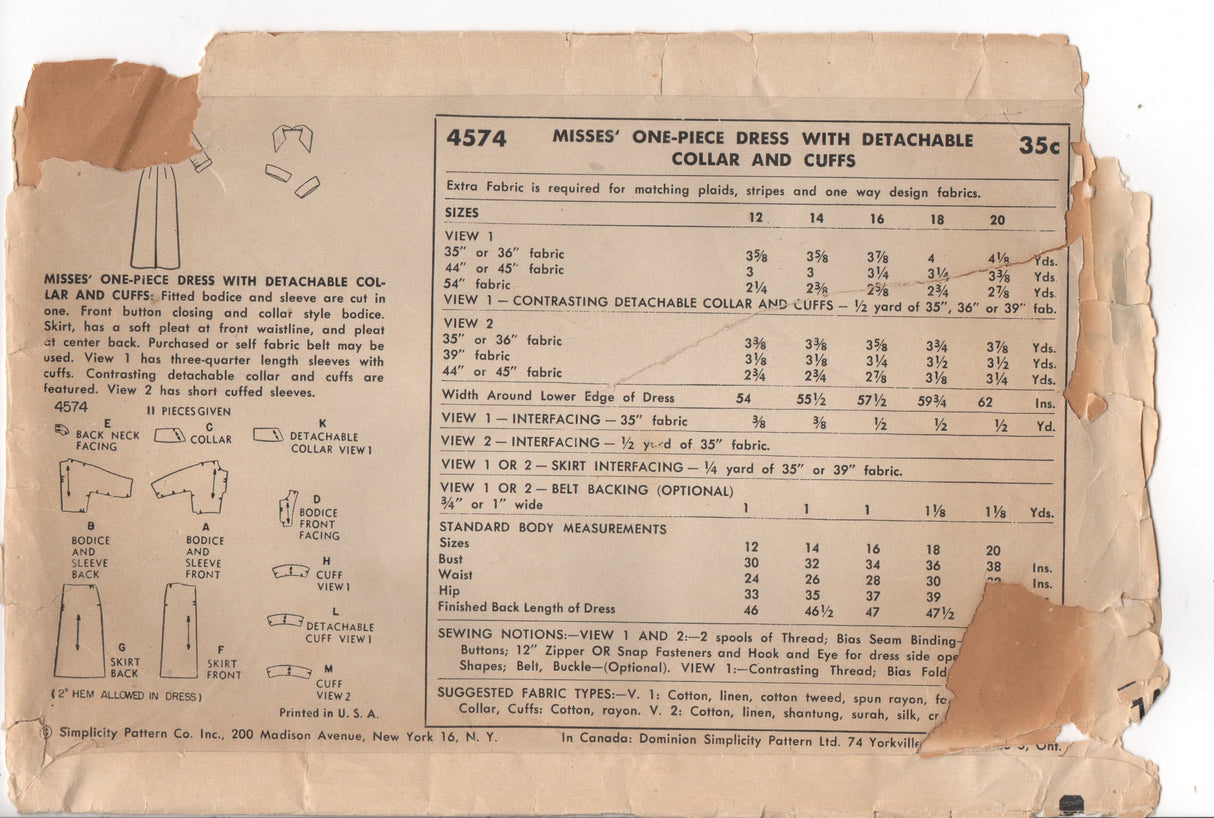 MISSES' ONE-PIECE DRESS WITH DETACHABLE COL-
LAR AND CUFFS: Fitted bodice and sleeve are cut in
one. Front button closing and collar style bodice.
Skirt, has a soft pleat at front waistline, and pleat
at center back. Purchased or self fabric belt may be
used. View 1 has three-quarter length sleeves with
cuffs. Contrasting detachable collar and cuffs are
featured. View 2 has short cuffed sleeves.
4574 11 PIECES GIVEN
E BACK NECK FACING
C COLLAR
K DETACHABLE COLLAR VIEW 1
B BODICE AND SLEEVE BACK
A BODICE AND SLEEVE FRONT
D BODICE FRONT FACING
H CUFF VIEW 1
L DETACHABLE CUFF VIEW 1
G SKIRT BACK
F SKIRT FRONT
M CUFF VIEW 2
(2" HEM ALLOWED IN DRESS)
Printed in U. S. A.
4574 MISSES' ONE-PIECE DRESS WITH DETACHABLE 35c
COLLAR AND CUFFS
Extra Fabric is required for matching plaids, stripes and one way design fabrics.
SIZES 12 14 16 18 20
VIEW 1
35" or 36" fabric 3⅝ 3⅝ 3⅞ 4 4⅛ Yds.
44" or 45" fabric 3 3 3¼ 3¼ 3⅜ Yds.
54" fabric 2¼ 2⅜ 2⅝ 2¾ 2⅞ Yds.
VIEW 1 — CONTRASTING DETACHABLE COLLAR AND CUFFS — ½ yard of 35", 36" or 39" fab.
VIEW 2
35" or 36" fabric 3⅜ 3⅜ 3⅝ 3¾ 3⅞ Yds.
39" fabric 3⅛ 3⅛ 3¼ 3½ 3½ Yds.
44" or 45" fabric 2¾ 2¾ 2⅞ 3⅛ 3¼ Yds.
Width Around Lower Edge of Dress 54 55½ 57½ 59¾ 62 Ins.
VIEW 1 — INTERFACING — 35" fabric ⅜ ⅜ ½ ½ ½ Yd.
VIEW 2 — INTERFACING — ½ yard of 35" fabric.
VIEW 1 OR 2 — SKIRT INTERFACING — ¼ yard of 35" or 39" fabric.
VIEW 1 OR 2 — BELT BACKING (OPTIONAL)
¾" or 1" wide 1 1 1 1⅛ 1⅛ Yds.
STANDARD BODY MEASUREMENTS
Sizes 12 14 16 18 20
Bust 30 32 34 36 38 Ins.
Waist 24 26 28 30 Ins.
Hip 33 35 37 39
Finished Back Length of Dress 46 46½ 47 47½
SEWING NOTIONS:—VIEW 1 AND 2:—2 spools of Thread; Bias Seam Binding—
Buttons; 12" Zipper OR Snap Fasteners and Hook and Eye for dress side ope
Shapes; Belt, Buckle—(Optional). VIEW 1:—Contrasting Thread; Bias Fold
SUGGESTED FABRIC TYPES:—V. 1: Cotton, linen, cotton tweed, spun rayon,
Collar, Cuffs: Cotton, rayon. V. 2: Cotton, linen, shantung, surah, silk, cr
© Simplicity Pattern Co. Inc., 200 Madison Avenue, New York 16, N. Y. In Canada: Dominion Simplicity Pattern Ltd. 74 Yorkville Ont.